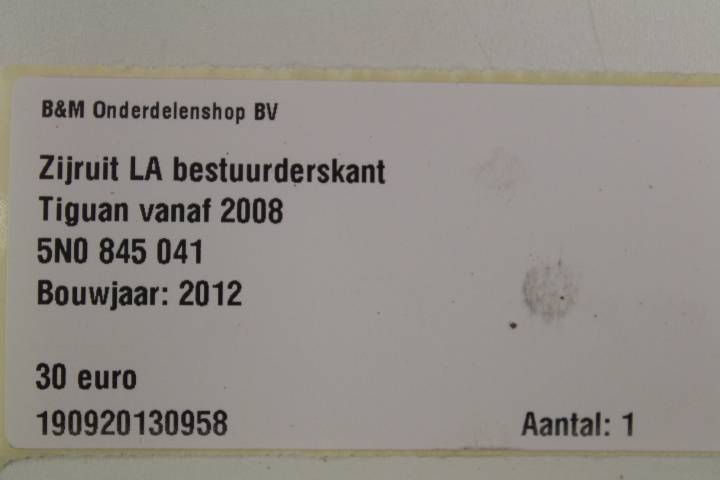 B&M Onderdelenshop BV
Zijruit LA bestuurderskant
Tiguan vanaf 2008
5N0 845 041
Bouwjaar: 2012
30 euro
190920130958
Aantal: 1